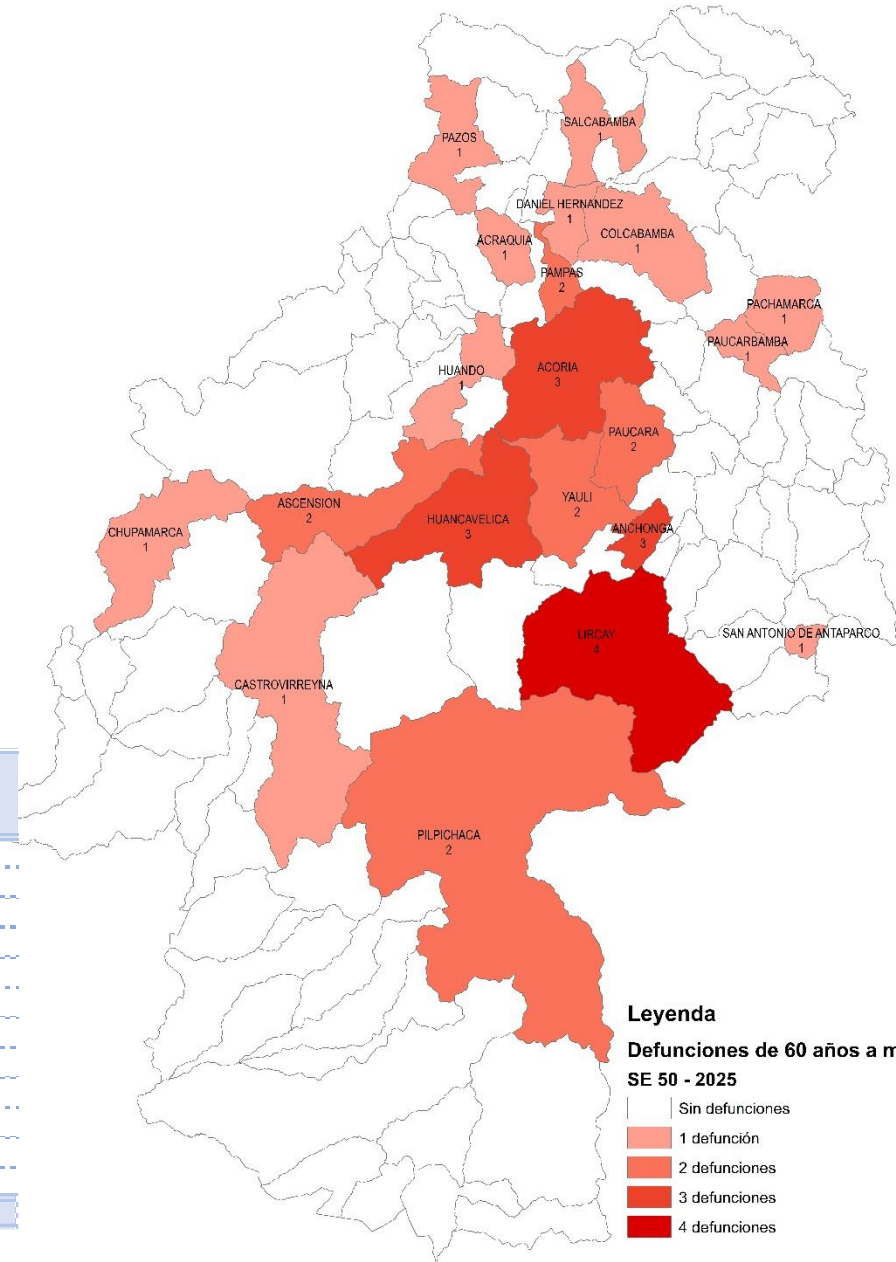 PAZOS
1
SALCABAMBA
1
DANIEL HERNANDEZ
1
COLCABAMBA
1
ACRAQUIA
1
PAMPAS
2
PACHAMARCA
1
PAUCARBAMBA
1
HUANDO
1
ACORIA
3
PAUCARA
2
ASCENSION
2
HUANCAVELICA
3
YAULI
2
ANCHONGA
3
CHUPAMARCA
1
LIRCAY
4
SAN ANTONIO DE ANTAPARCO
1
CASTROVIRREYNA
1
PILPICHACA
2
Leyenda
Defunciones de 60 años a m
SE 50 - 2025
Sin defunciones
1 defunción
2 defunciones
3 defunciones
4 defunciones